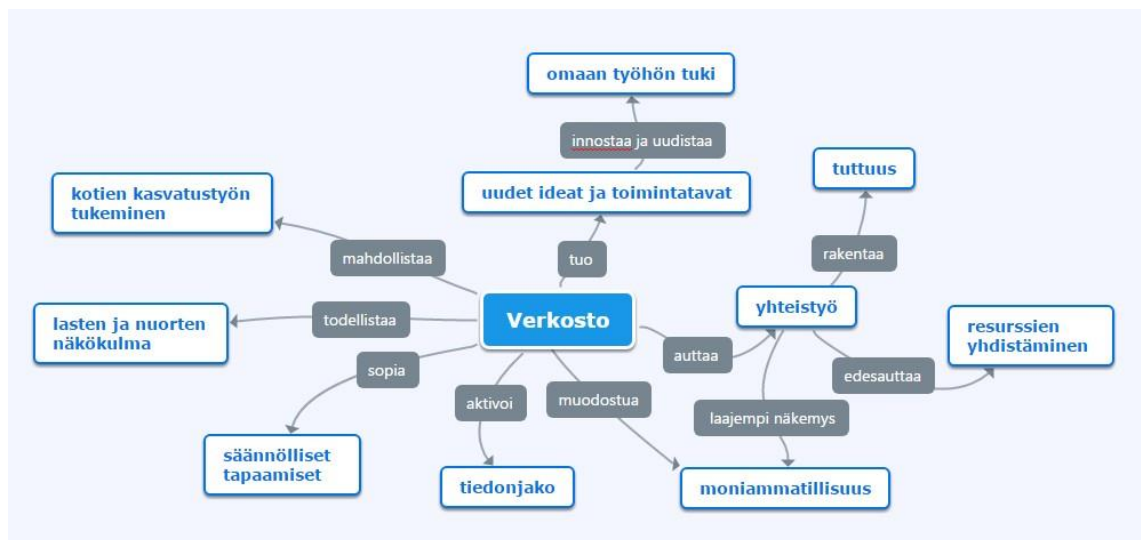 omaan työhön tuki
innostaa ja uudistaa
tuttuus
kotien kasvatustyön
tukeminen
uudet ideat ja toimintatavat
mahdollistaa
tuo
rakentaa
lasten ja nuorten
näkökulma
todellistaa
Verkosto
yhteistyö
resurssien
yhdistäminen
sopia
auttaa
edesauttaa
aktivoi
muodostua
laajempi näkemys
säännölliset
tapaamiset
tiedonjako
moniammatillisuus